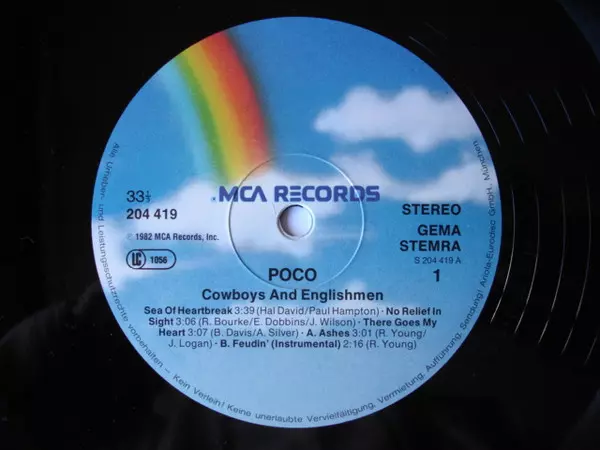 MCA RECORDS
33⅓
204 419
℗ 1982 MCA Records, Inc.
LC 1056
STEREO
GEMA
STEMRA
S 204 419 A
1
POCO
Cowboys And Englishmen
Sea Of Heartbreak 3:39 (Hal David/Paul Hampton) · No Relief In
Sight 3:06 (R. Bourke/E. Dobbins/J. Wilson) · There Goes My
Heart 3:07 (B. Davis/A. Silver) · A. Ashes 3:01 (R. Young/
J. Logan) · B. Feudin' (Instrumental) 2:16 (R. Young)
Alle Urheber- und Leistungsschutzrechte vorbehalten – Kein Verleih! Keine unerlaubte Vervielfältigung, Vermietung, Aufführung, Sendung! Ariola-Eurodisc GmbH, München